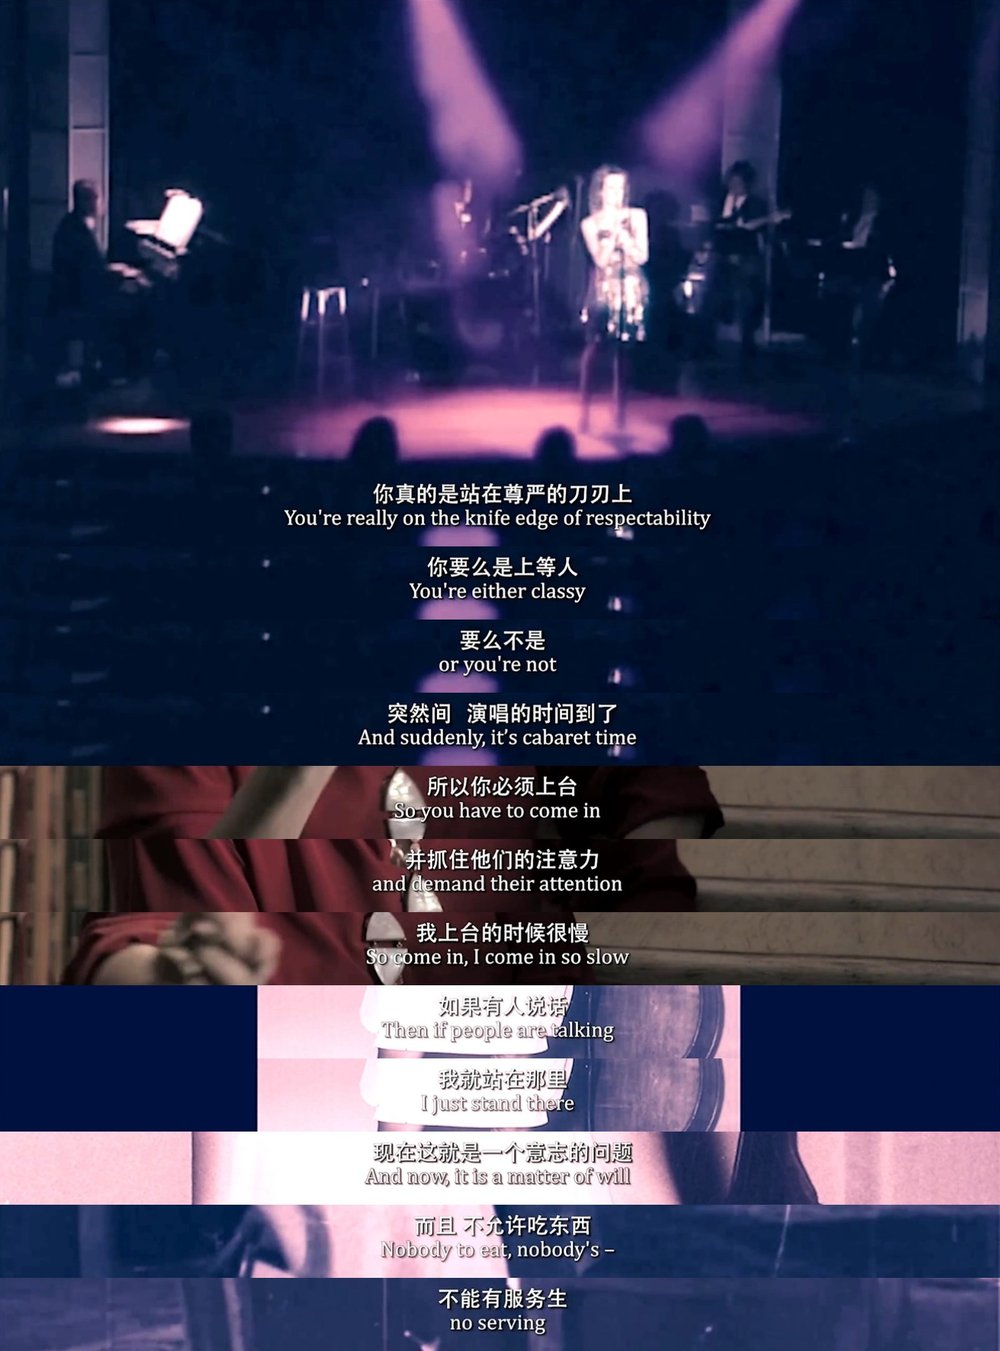 你真的是站在尊严的刀刃上
You're really on the knife edge of respectability
你要么是上等人
You're either classy
要么不是
or you're not
突然间 演唱的时间到了
And suddenly, it's cabaret time
所以你必须上台
So you have to come in
并抓住他们的注意力
and demand their attention
我上台的时候很慢
So come in, I come in so slow
如果有人说话
Then if people are talking
我就站在那里
I just stand there
现在这就是一个意志的问题
And now, it is a matter of will
而且 不允许吃东西
Nobody to eat, nobody's –
不能有服务生
no serving